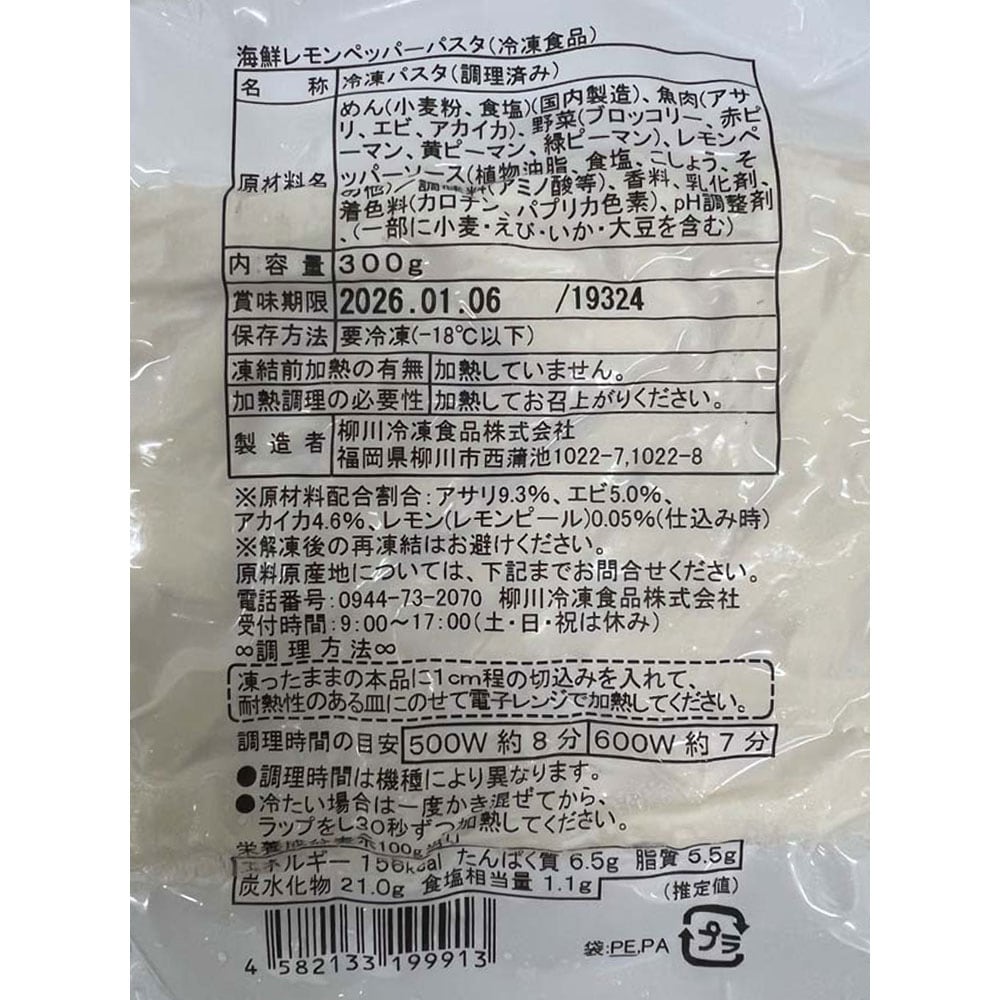 海鮮レモンペッパーパスタ(冷凍食品)
名 称 冷凍パスタ(調理済み)
原材料名 めん(小麦粉、食塩)(国内製造)、魚肉(アサ
リ、エビ、アカイカ)、野菜(ブロッコリー、赤ピ
ーマン、黄ピーマン、緑ピーマン)、レモンペ
ッパーソース(植物油脂、食塩、こしょう、そ
の他)/調味料(アミノ酸等)、香料、乳化剤、
着色料(カロチン、パプリカ色素)、pH調整剤
、(一部に小麦・えび・いか・大豆を含む)
内容量 300g
賞味期限 2026.01.06 /19324
保存方法 要冷凍(-18℃以下)
凍結前加熱の有無 加熱していません。
加熱調理の必要性 加熱してお召上がりください。
製造者 柳川冷凍食品株式会社
福岡県柳川市西蒲池1022-7,1022-8
※原材料配合割合:アサリ9.3%、エビ5.0%、
アカイカ4.6%、レモン(レモンピール)0.05%(仕込み時)
※解凍後の再凍結はお避けください。
原料原産地については、下記までお問合せください。
電話番号:0944-73-2070 柳川冷凍食品株式会社
受付時間:9:00~17:00(土・日・祝は休み)
∞調理方法∞
凍ったままの本品に1cm程の切込みを入れて、
耐熱性のある皿にのせて電子レンジで加熱してください。
調理時間の目安 500W 約8分 600W 約7分
●調理時間は機種により異なります。
●冷たい場合は一度かき混ぜてから、
ラップをし30秒ずつ加熱してください。
栄養成分表示100g当り
エネルギー 156kcal たんぱく質 6.5g 脂質 5.5g
炭水化物 21.0g 食塩相当量 1.1g (推定値)
4 582133 199913
袋:PE,PA プラ